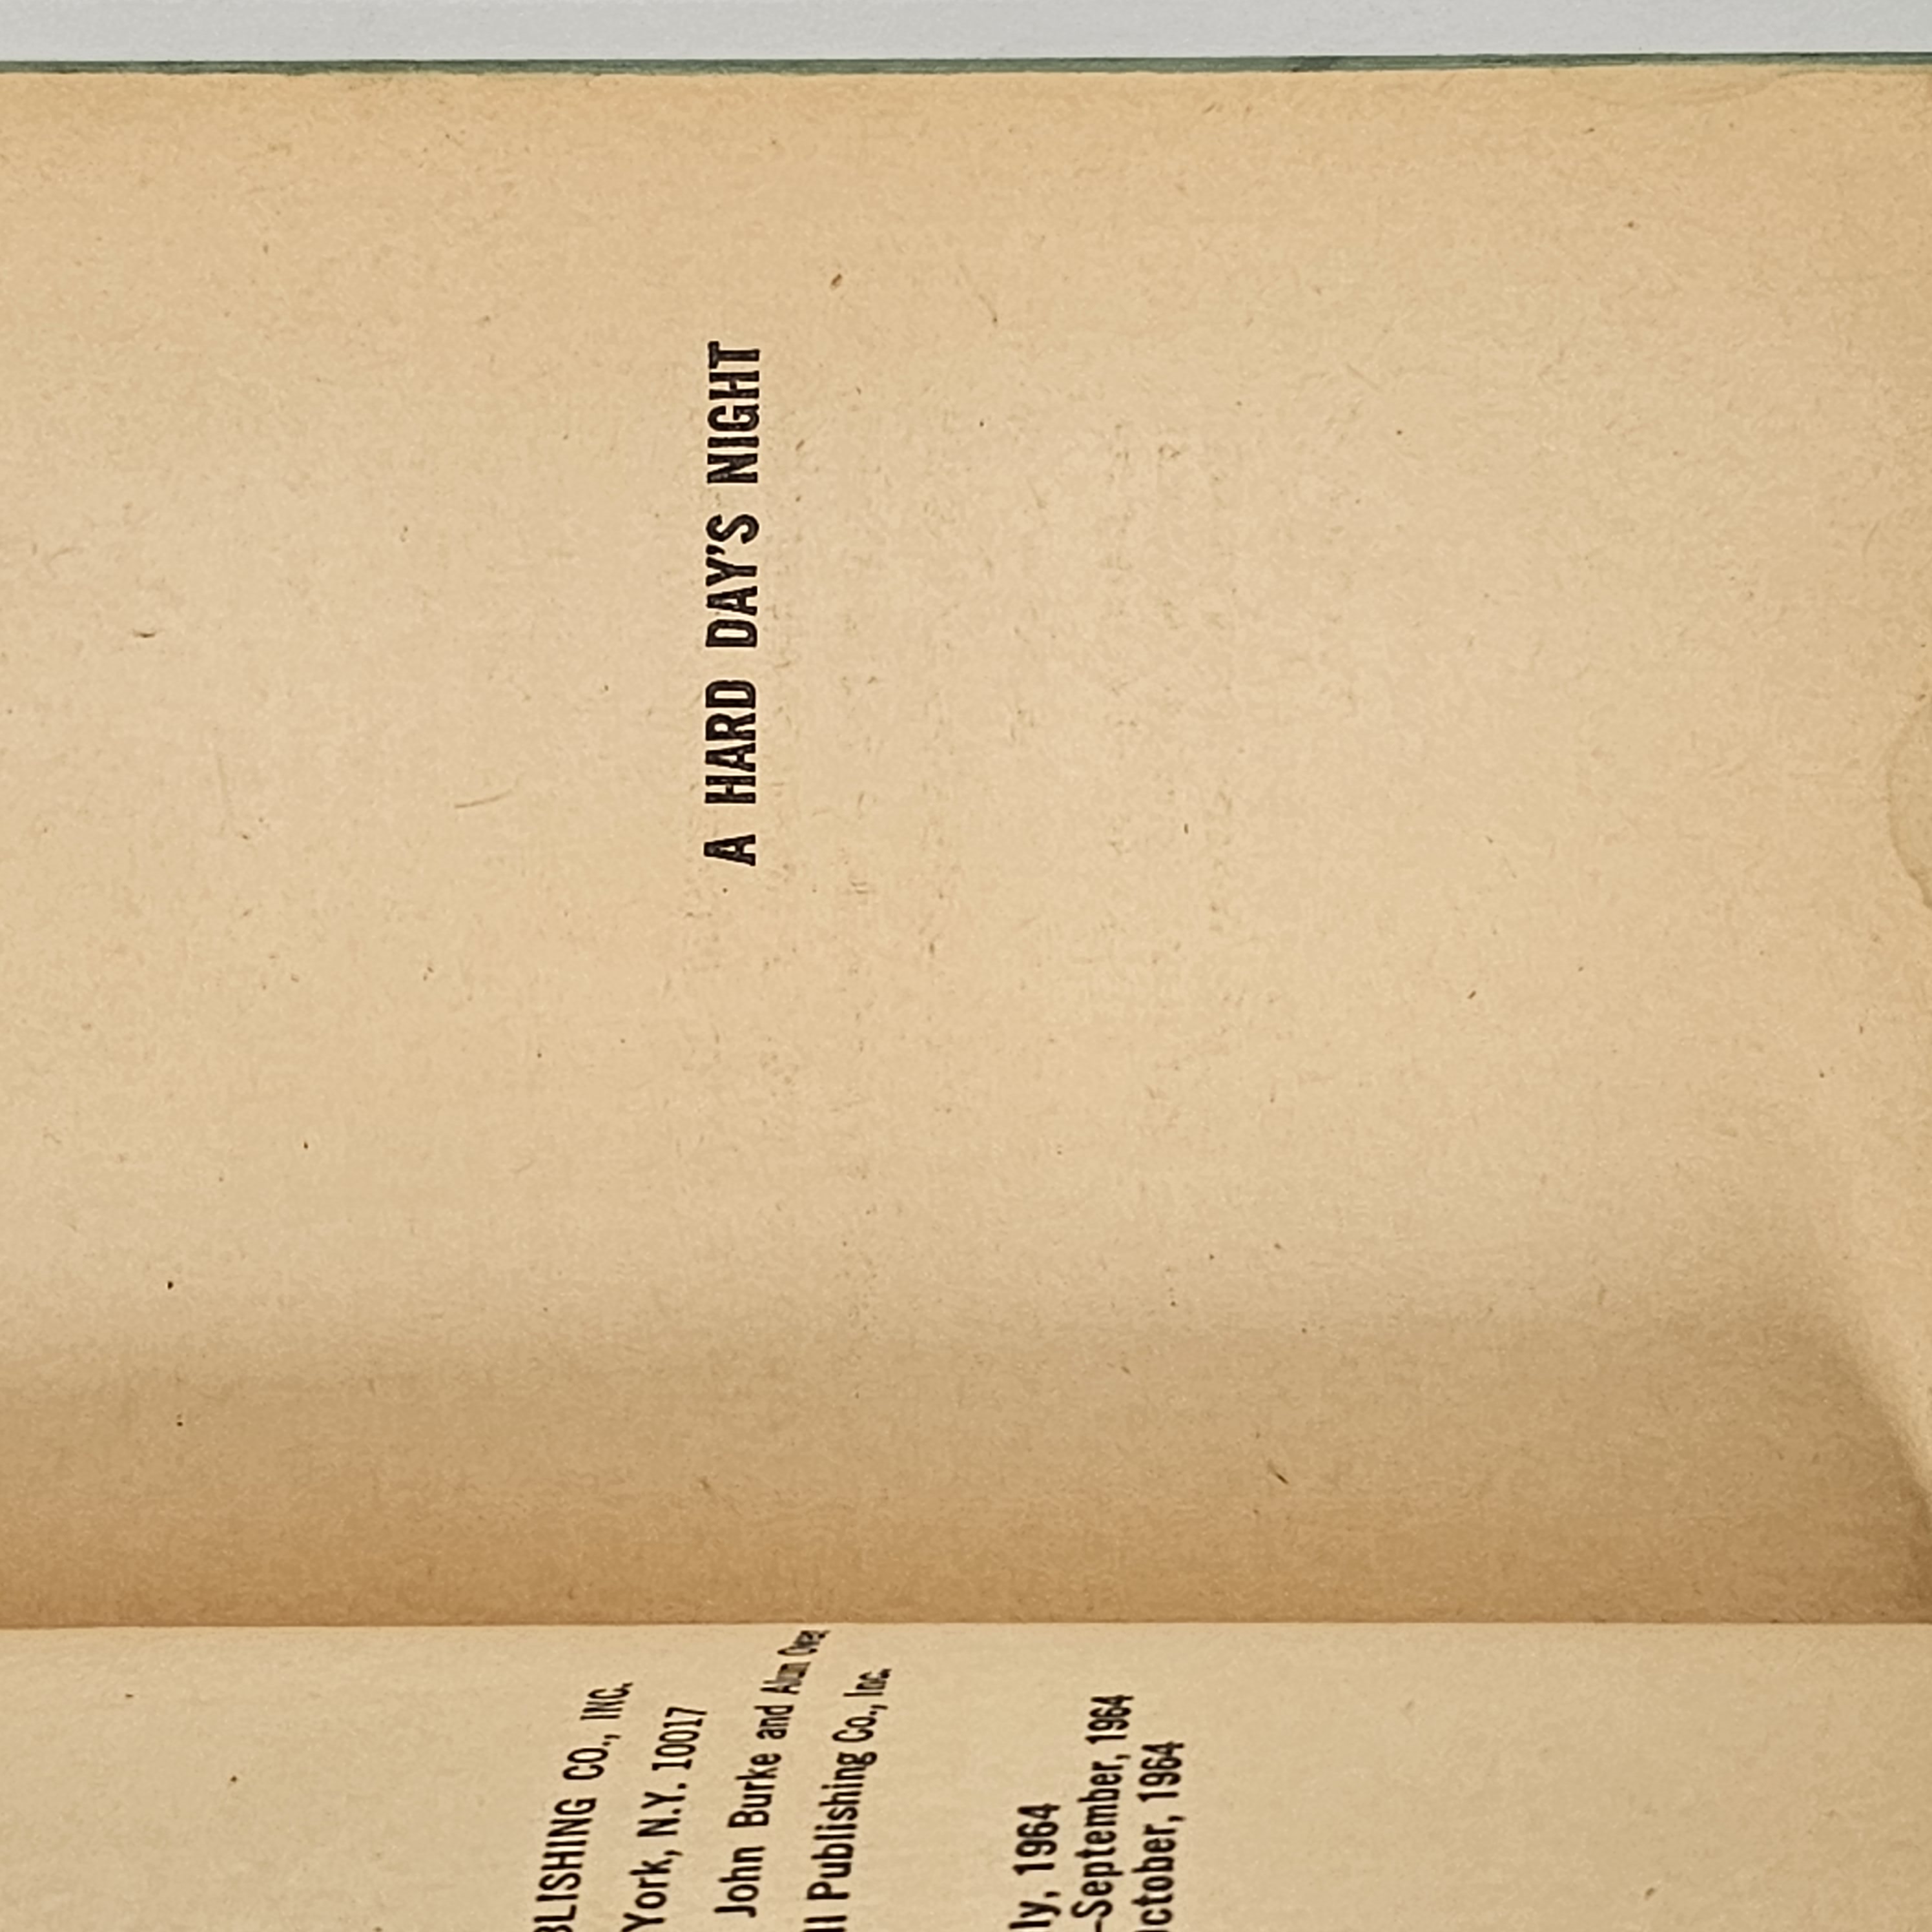 BLISHING CO., INC.
York, N.Y. 10017
John Burke and Alun Owen
ll Publishing Co., Inc.
ly, 1964
—September, 1964
October, 1964
A HARD DAY'S NIGHT